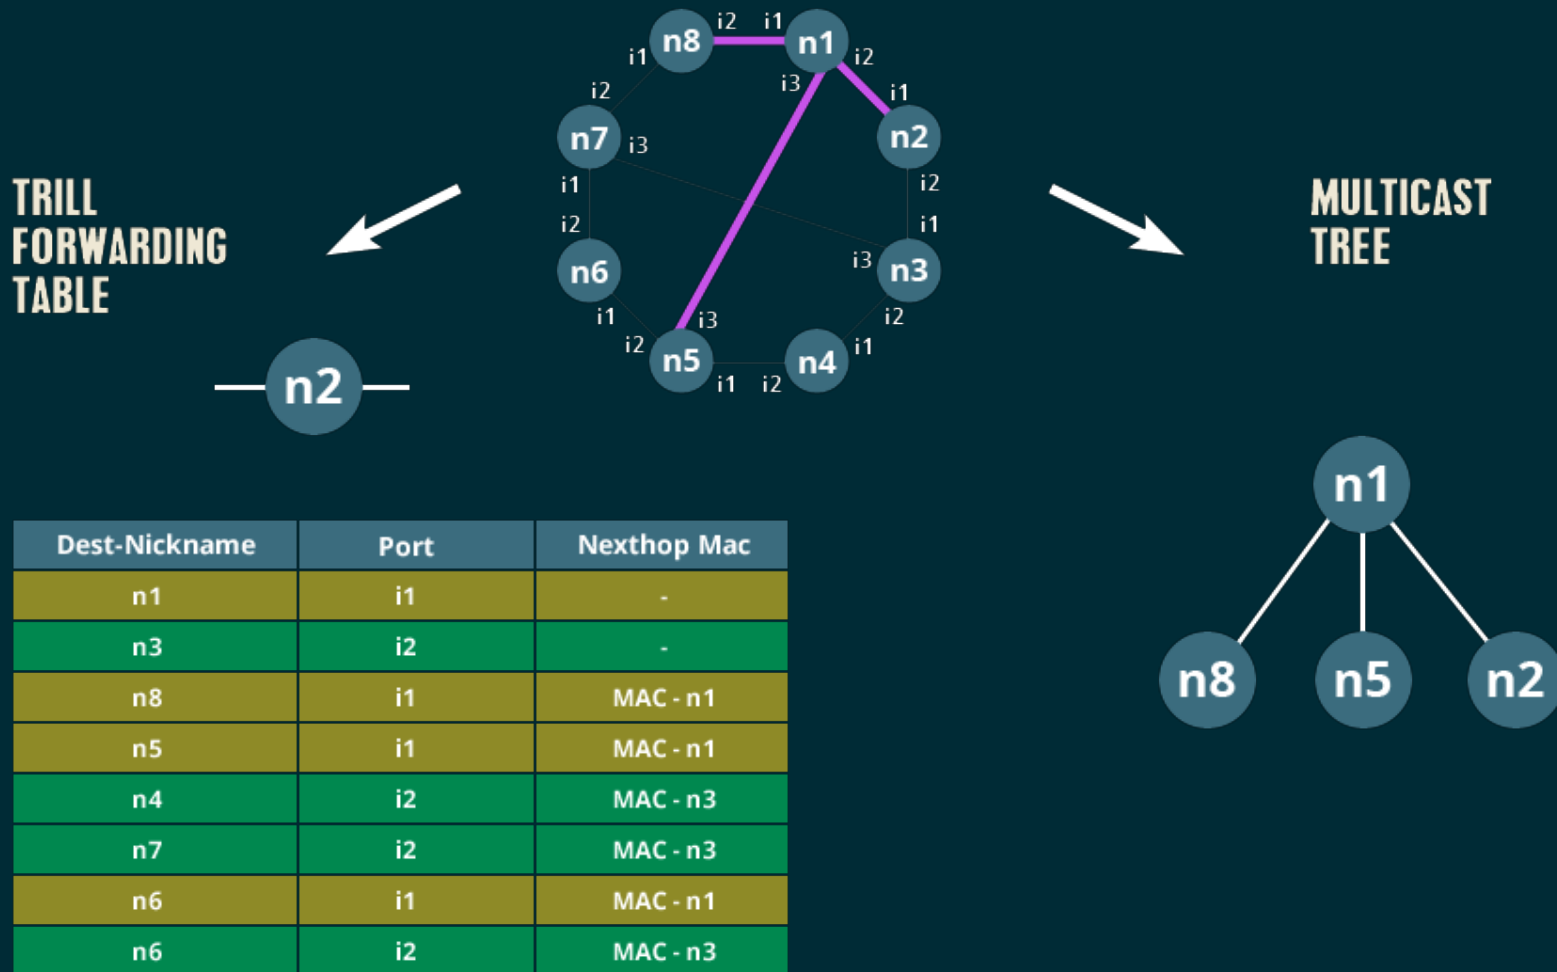 TRILL
FORWARDING
TABLE
n2
n8
i2
i1
n1
i1
i2
i3
i2
i1
n7
i3
n2
i1
i2
i2
i1
n6
i3
n3
i1
i3
i2
i2
n5
n4
i1
i1
i2
MULTICAST
TREE
n1
n8
n5
n2
Dest-Nickname Port Nexthop Mac
n1 i1 -
n3 i2 -
n8 i1 MAC - n1
n5 i1 MAC - n1
n4 i2 MAC - n3
n7 i2 MAC - n3
n6 i1 MAC - n1
n6 i2 MAC - n3